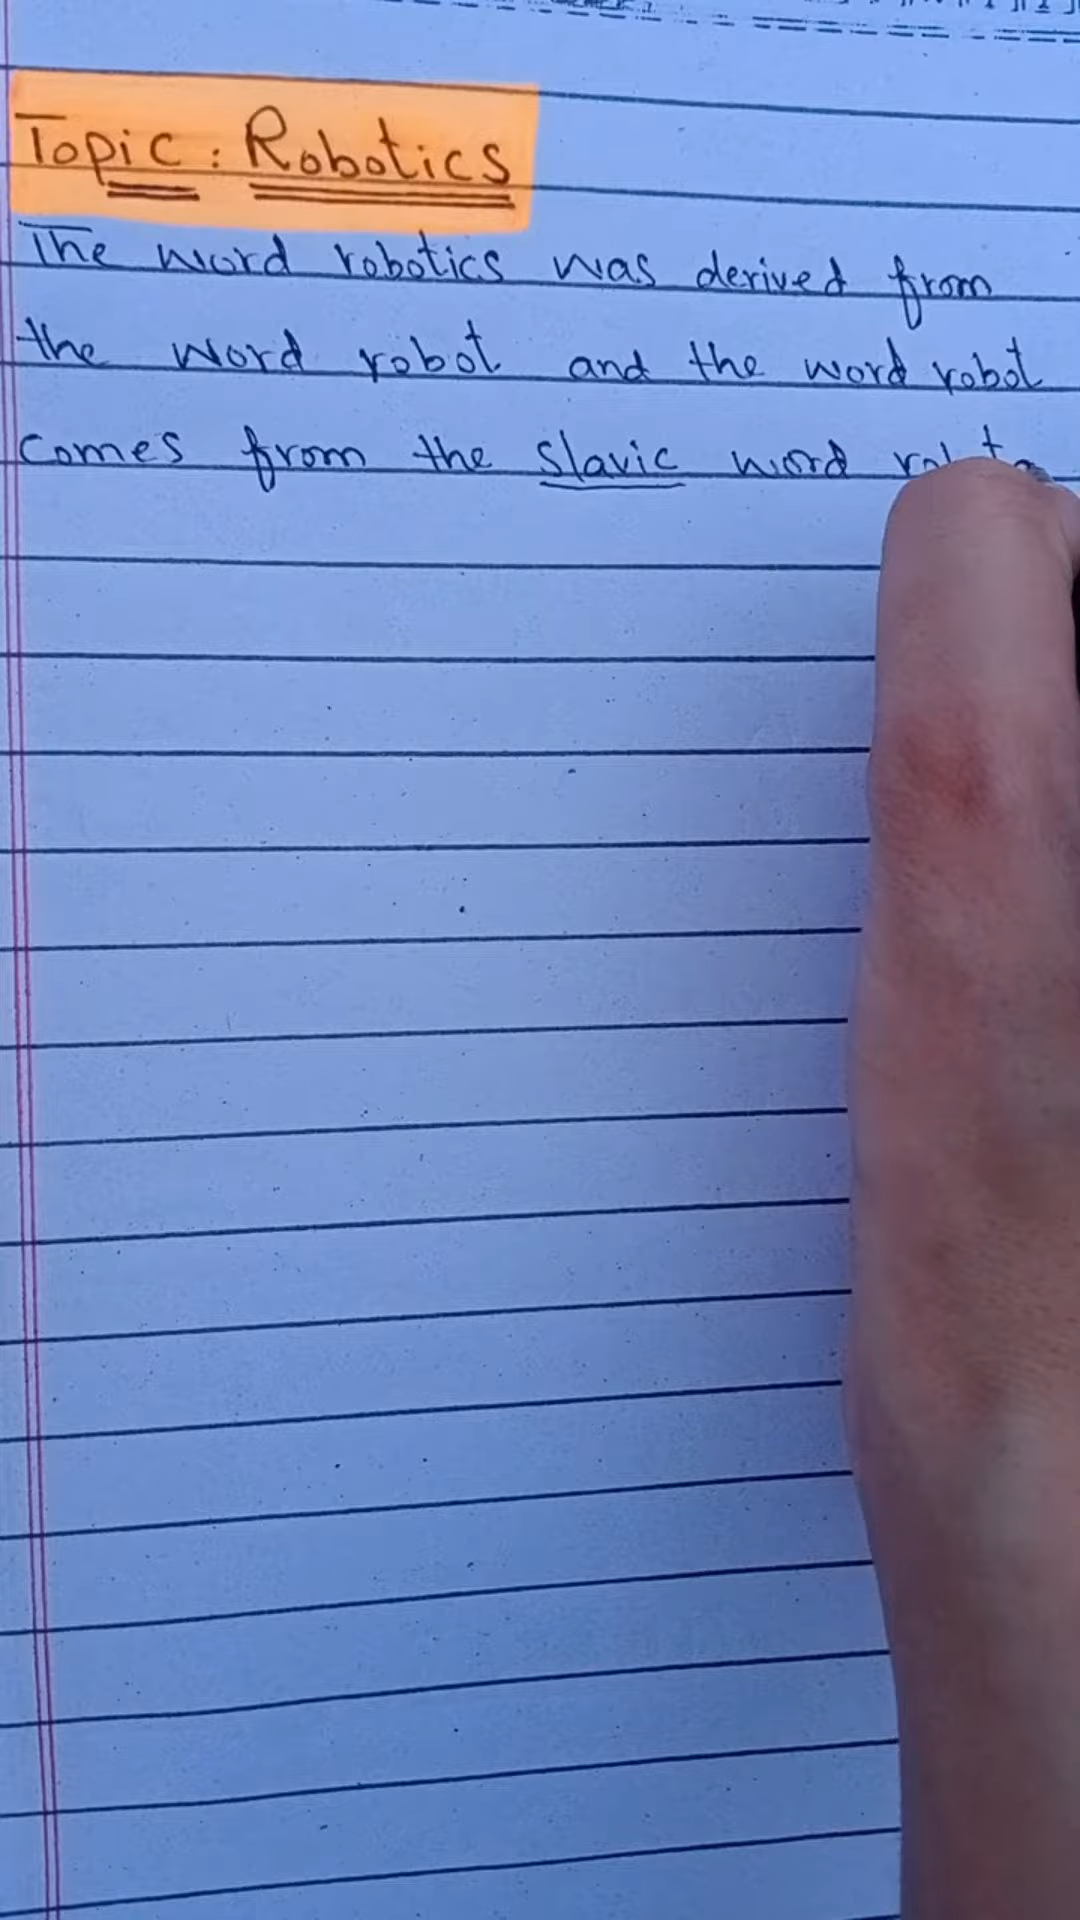 Topic : Robotics
The word robotics was derived from
the word robot and the word robot
comes from the Slavic word